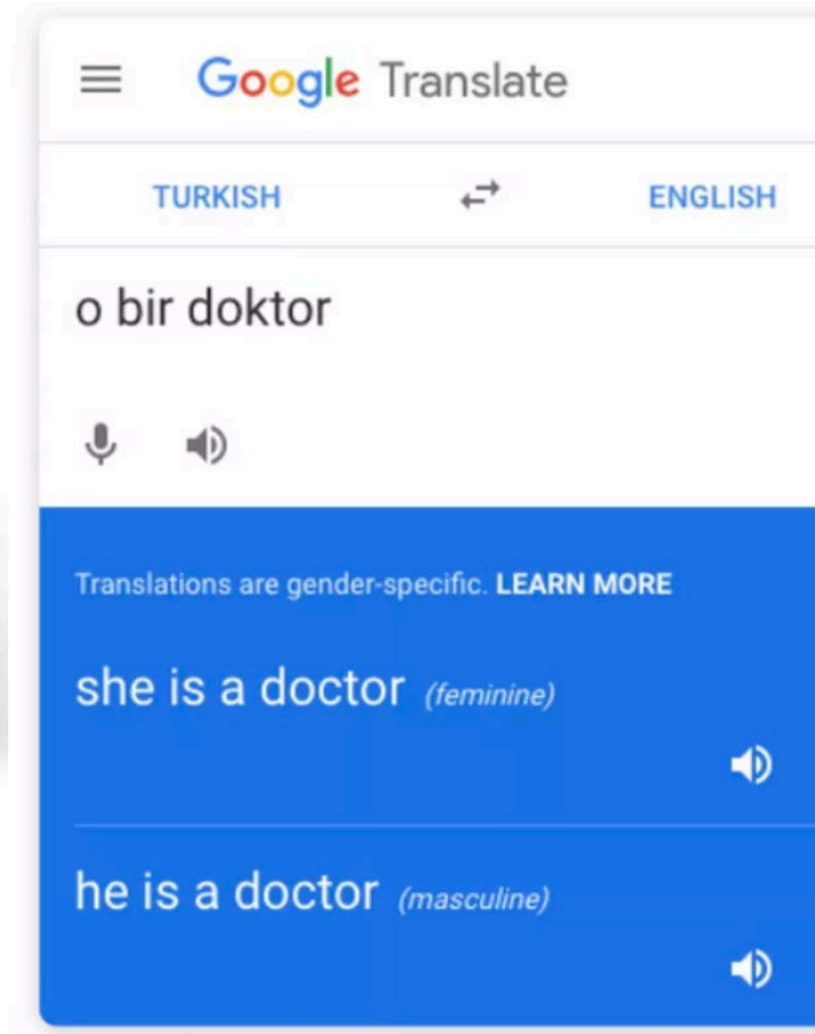 Google Translate
TURKISH ENGLISH
o bir doktor
Translations are gender-specific. LEARN MORE
she is a doctor (feminine)
he is a doctor (masculine)